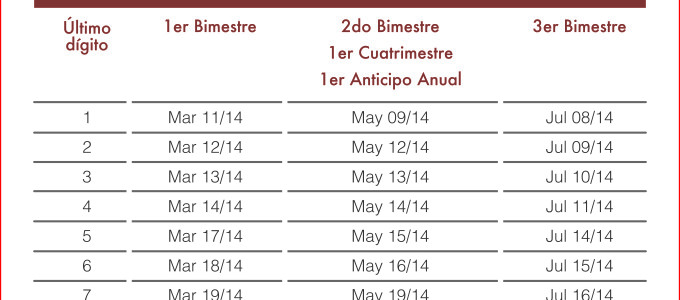 Último dígito 1er Bimestre 2do Bimestre 3er Bimestre
1er Cuatrimestre
1er Anticipo Anual
1 Mar 11/14 May 09/14 Jul 08/14
2 Mar 12/14 May 12/14 Jul 09/14
3 Mar 13/14 May 13/14 Jul 10/14
4 Mar 14/14 May 14/14 Jul 11/14
5 Mar 17/14 May 15/14 Jul 14/14
6 Mar 18/14 May 16/14 Jul 15/14
7 Mar 19/14 May 19/14 Jul 16/14